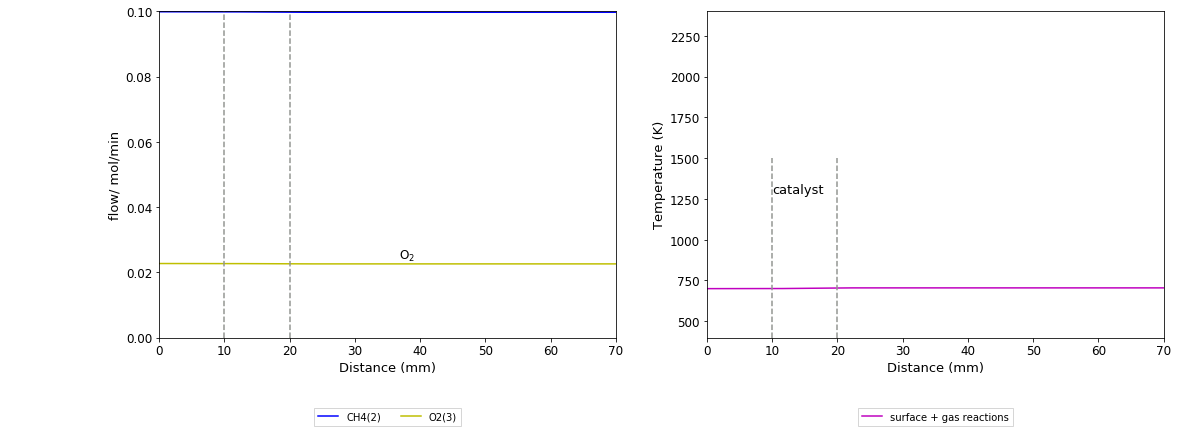 0.10
0.08
0.06
0.04
0.02
0.00
flow/ mol/min
O₂
0 10 20 30 40 50 60 70
Distance (mm)
CH4(2) O2(3)
2250
2000
1750
1500
1250
1000
750
500
Temperature (K)
catalyst
0 10 20 30 40 50 60 70
Distance (mm)
surface + gas reactions